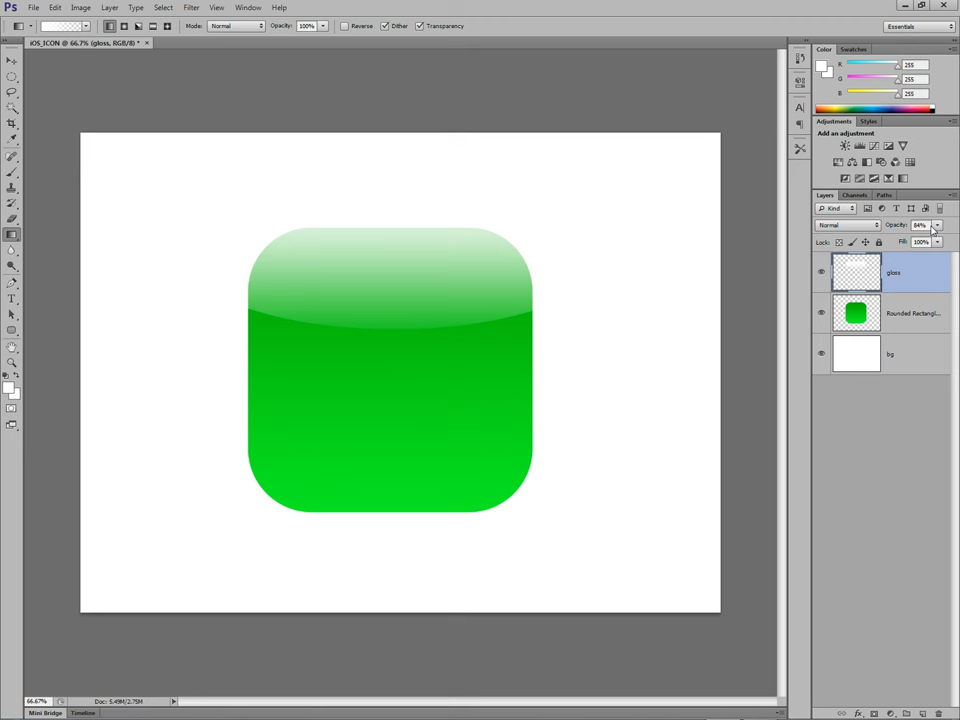 Ps File Edit Image Layer Type Select Filter View Window Help
Mode: Normal Opacity: 100% Reverse Dither Transparency Essentials
iOS_ICON @ 66.7% (gloss, RGB/8) * ×
Color Swatches
R 255
G 255
B 255
Adjustments Styles
Add an adjustment
Layers Channels Paths
Kind T
Normal Opacity: 84%
Lock: Fill: 100%
gloss
Rounded Rectangl...
bg
66.67% Doc: 5.49M/2.75M
Mini Bridge Timeline